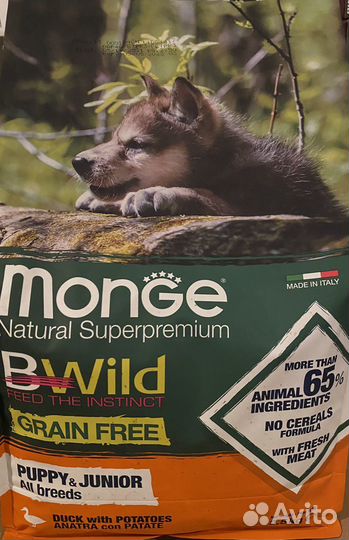 Monge
Natural Superpremium
MADE IN ITALY
BWild
FEED THE INSTINCT
GRAIN FREE
MORE THAN
65%
ANIMAL
INGREDIENTS
NO CEREALS
FORMULA
WITH FRESH
MEAT
PUPPY & JUNIOR
All breeds
DUCK WITH POTATOES
ANATRA CON PATATE
Avito